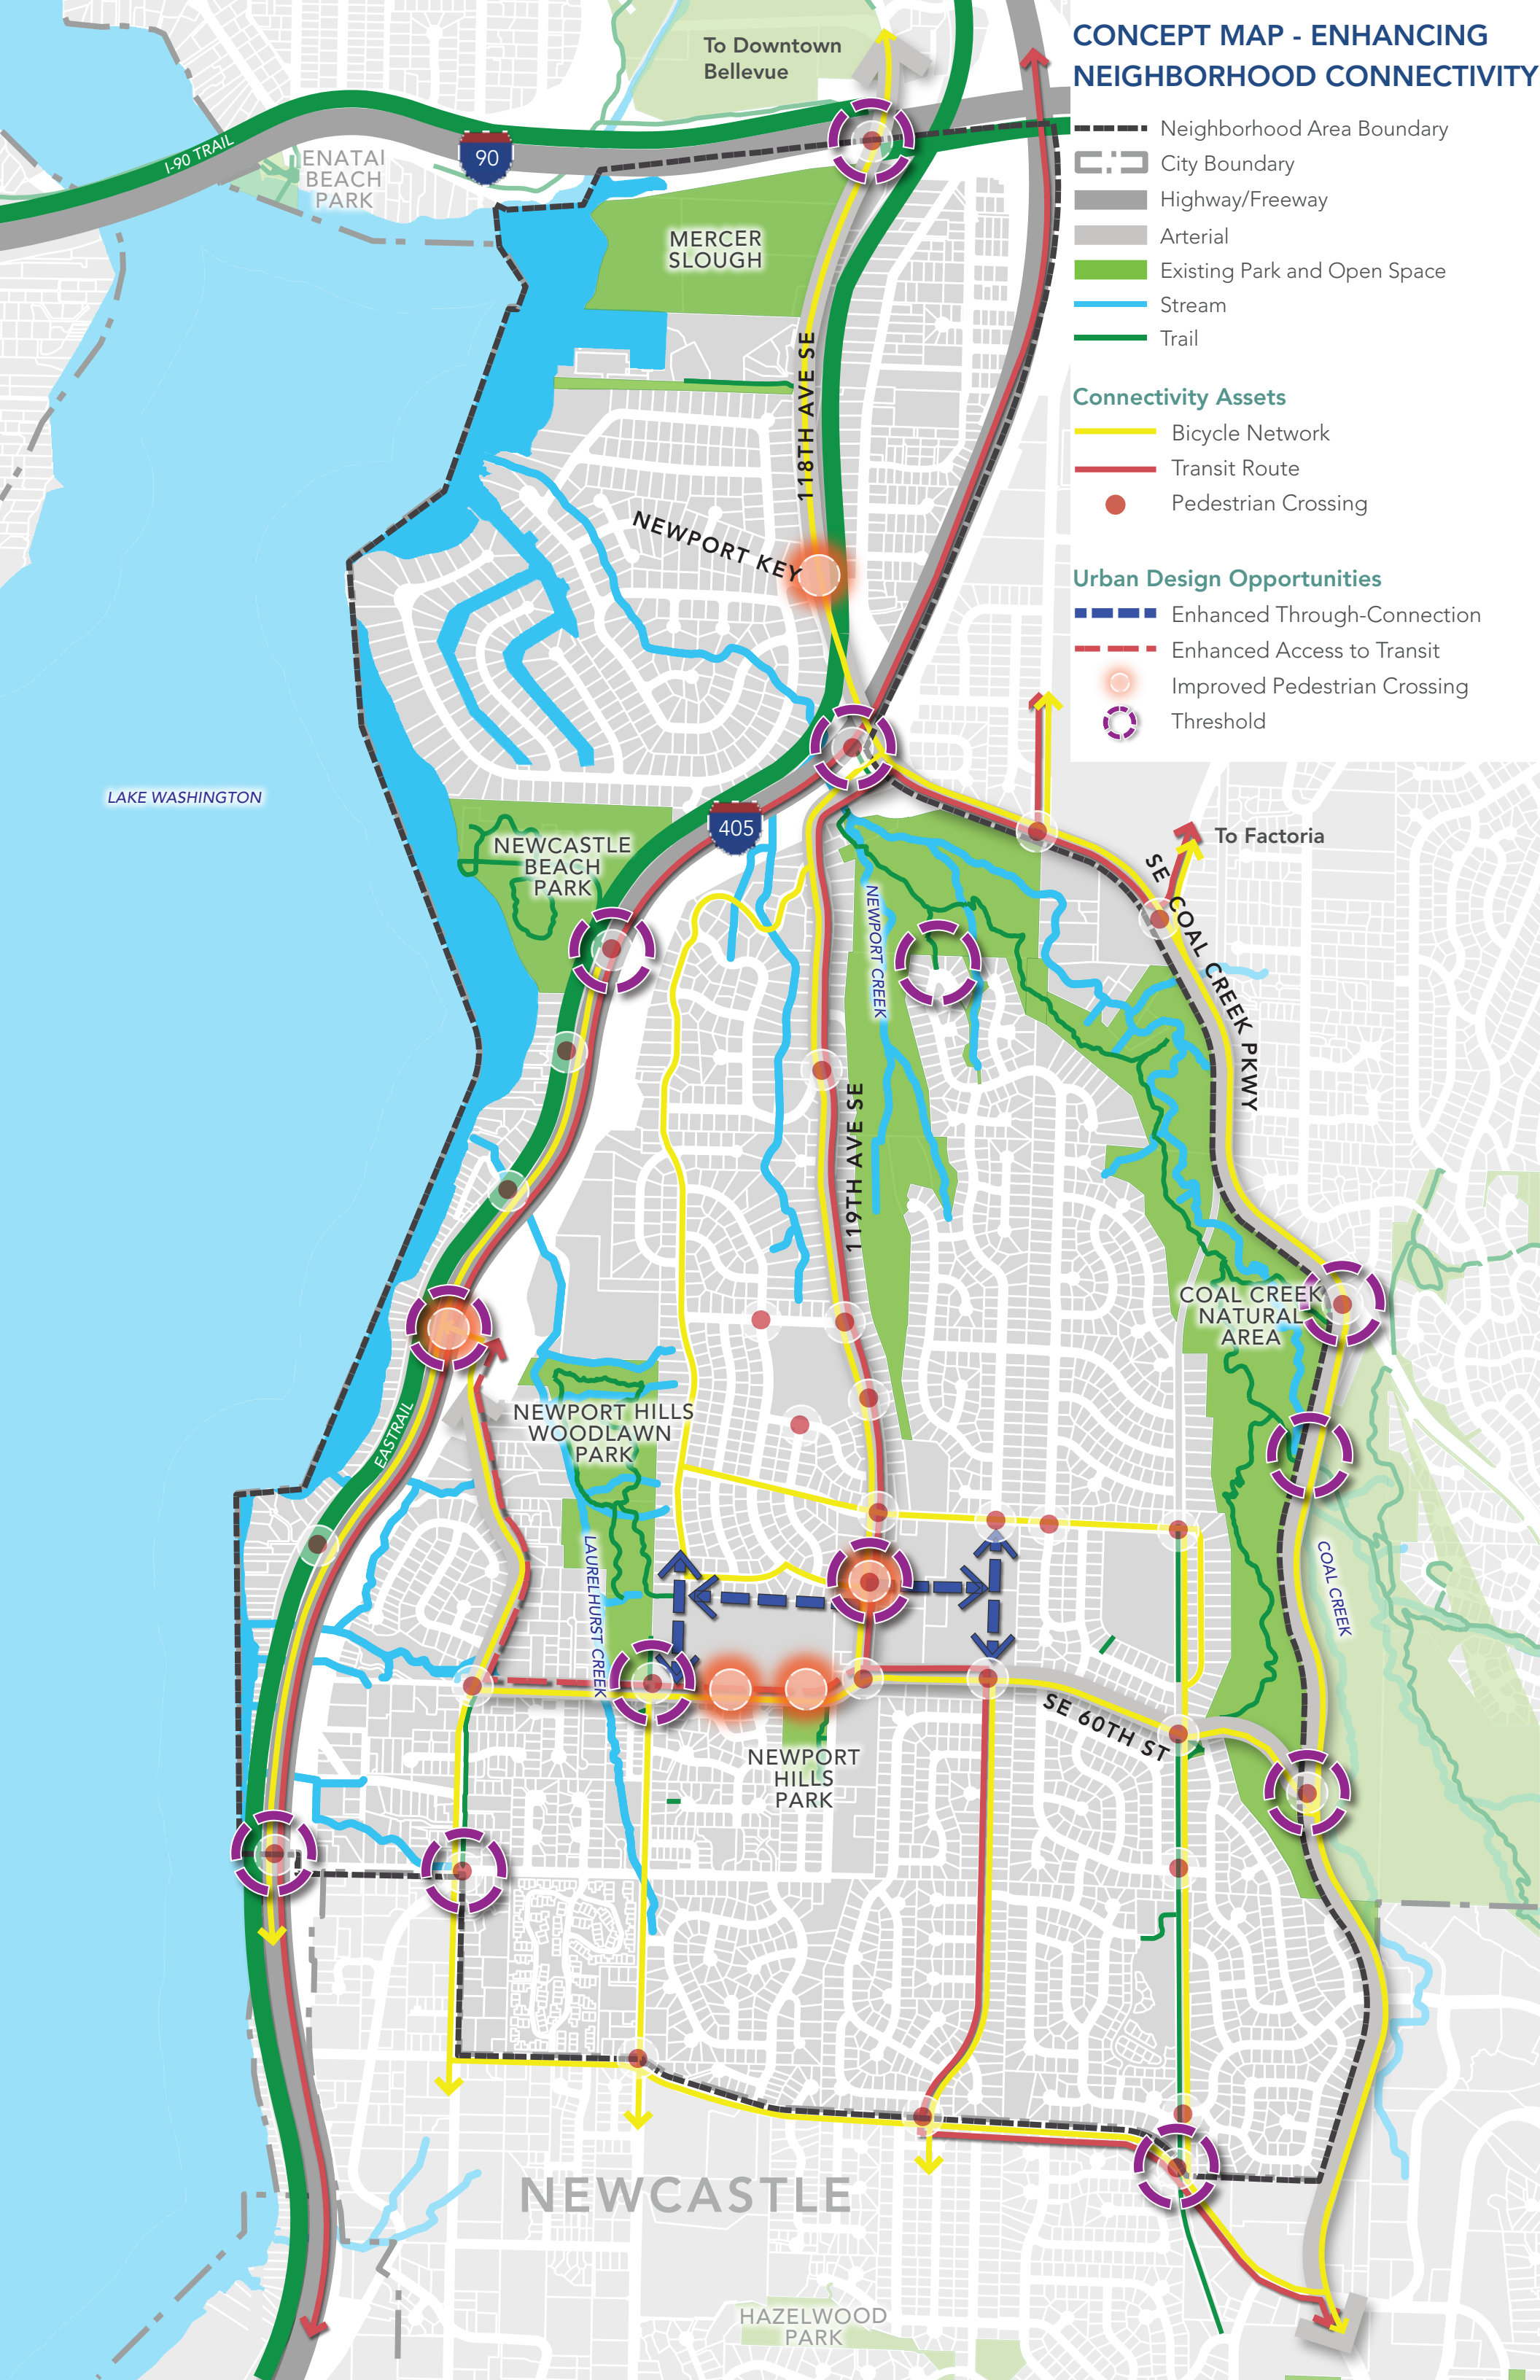 CONCEPT MAP - ENHANCING
NEIGHBORHOOD CONNECTIVITY
Neighborhood Area Boundary
City Boundary
Highway/Freeway
Arterial
Existing Park and Open Space
Stream
Trail
Connectivity Assets
Bicycle Network
Transit Route
Pedestrian Crossing
Urban Design Opportunities
Enhanced Through-Connection
Enhanced Access to Transit
Improved Pedestrian Crossing
Threshold
To Downtown
Bellevue
I-90 TRAIL
90
ENATAI
BEACH
PARK
MERCER
SLOUGH
118TH AVE SE
NEWPORT KEY
LAKE WASHINGTON
405
NEWCASTLE
BEACH
PARK
To Factoria
SE COAL CREEK PKWY
NEWPORT CREEK
119TH AVE SE
COAL CREEK
NATURAL
AREA
EASTRAIL
NEWPORT HILLS
WOODLAWN
PARK
LAURELHURST CREEK
COAL CREEK
SE 60TH ST
NEWPORT
HILLS
PARK
NEWCASTLE
HAZELWOOD
PARK